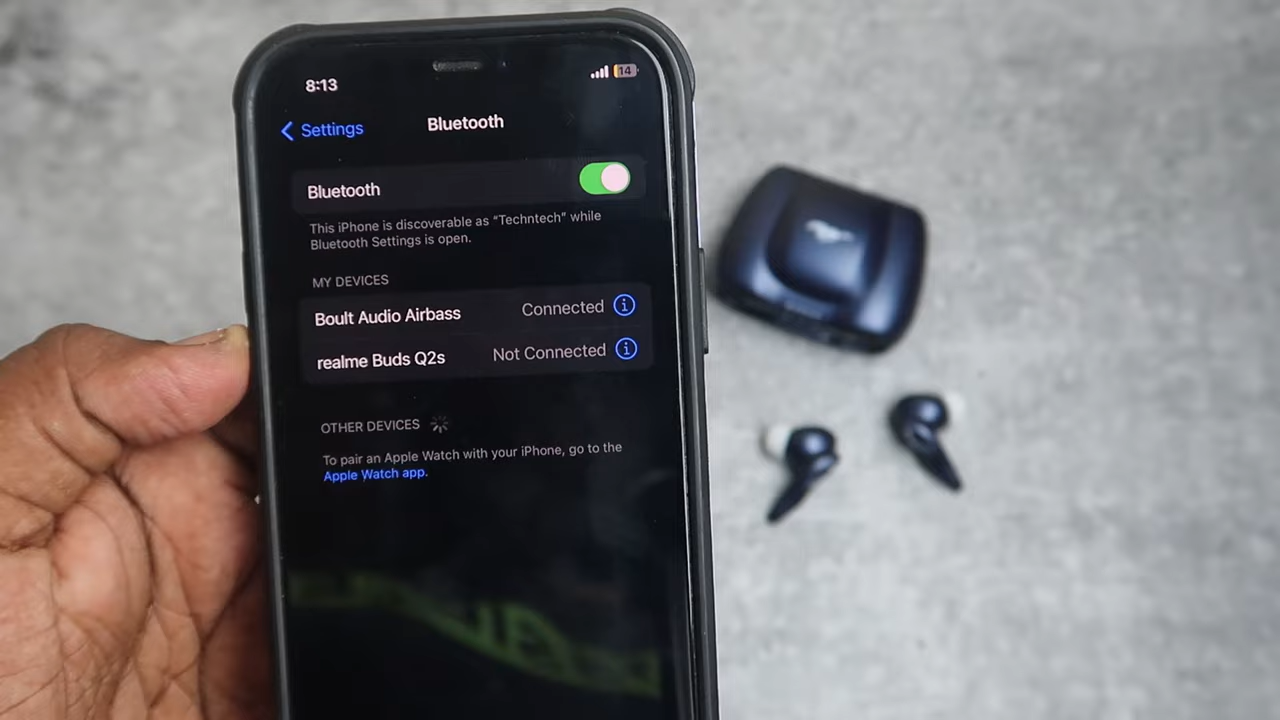 8:13
14
Settings
Bluetooth
Bluetooth
This iPhone is discoverable as “Techntech” while
Bluetooth Settings is open.
MY DEVICES
Boult Audio Airbass Connected
realme Buds Q2s Not Connected
OTHER DEVICES
To pair an Apple Watch with your iPhone, go to the
Apple Watch app.